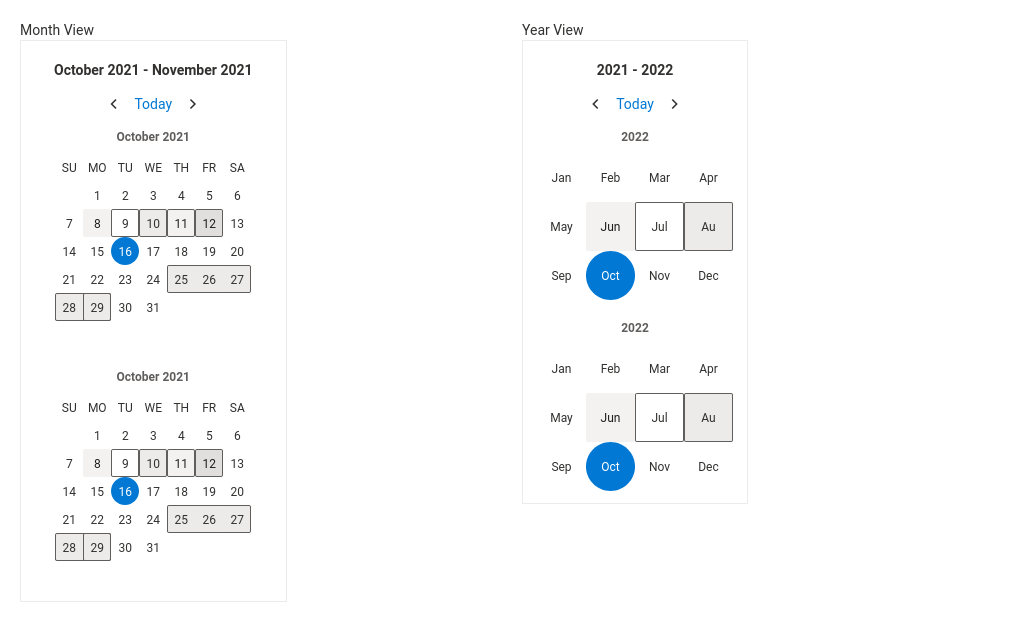 Month View
October 2021 - November 2021
Today
October 2021
SU MO TU WE TH FR SA
1 2 3 4 5 6
7 8 9 10 11 12 13
14 15 16 17 18 19 20
21 22 23 24 25 26 27
28 29 30 31
October 2021
SU MO TU WE TH FR SA
1 2 3 4 5 6
7 8 9 10 11 12 13
14 15 16 17 18 19 20
21 22 23 24 25 26 27
28 29 30 31
Year View
2021 - 2022
Today
2022
Jan Feb Mar Apr
May Jun Jul Au
Sep Oct Nov Dec
2022
Jan Feb Mar Apr
May Jun Jul Au
Sep Oct Nov Dec